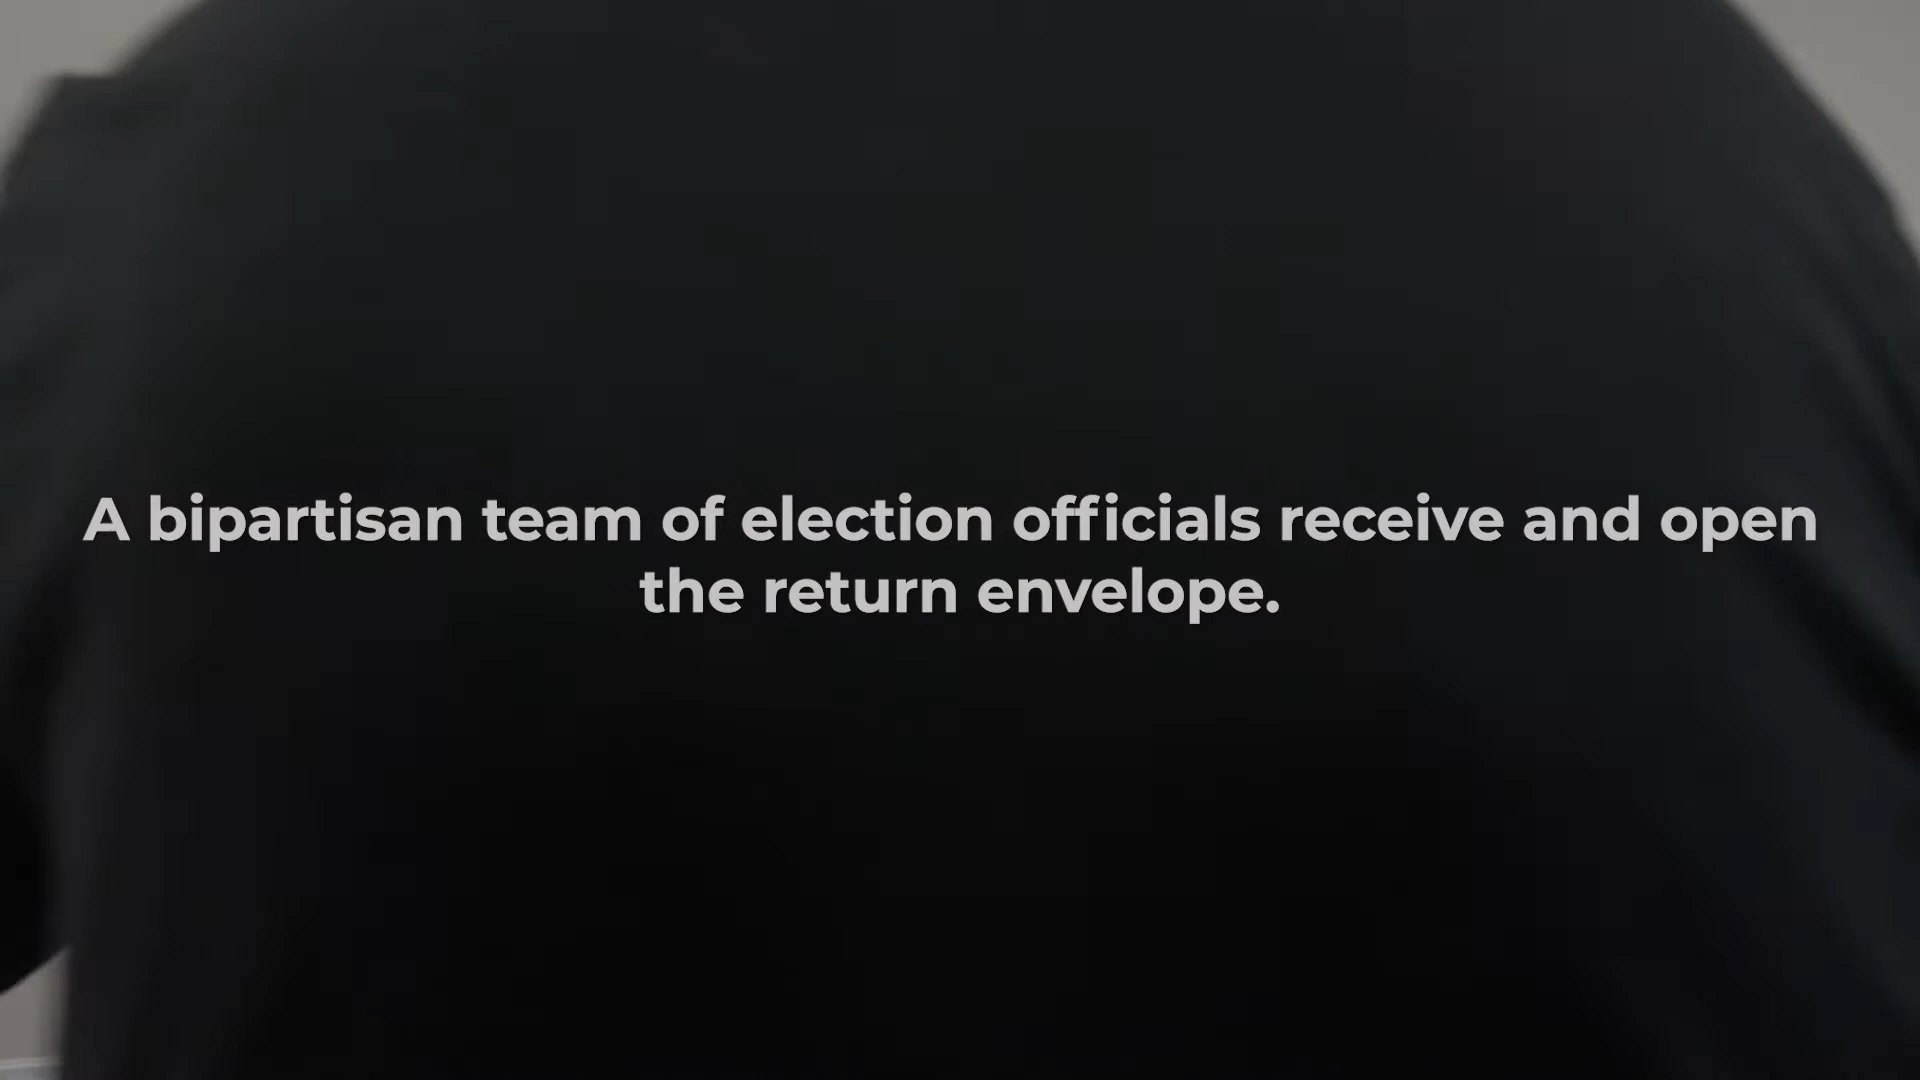 A bipartisan team of election officials receive and open
the return envelope.